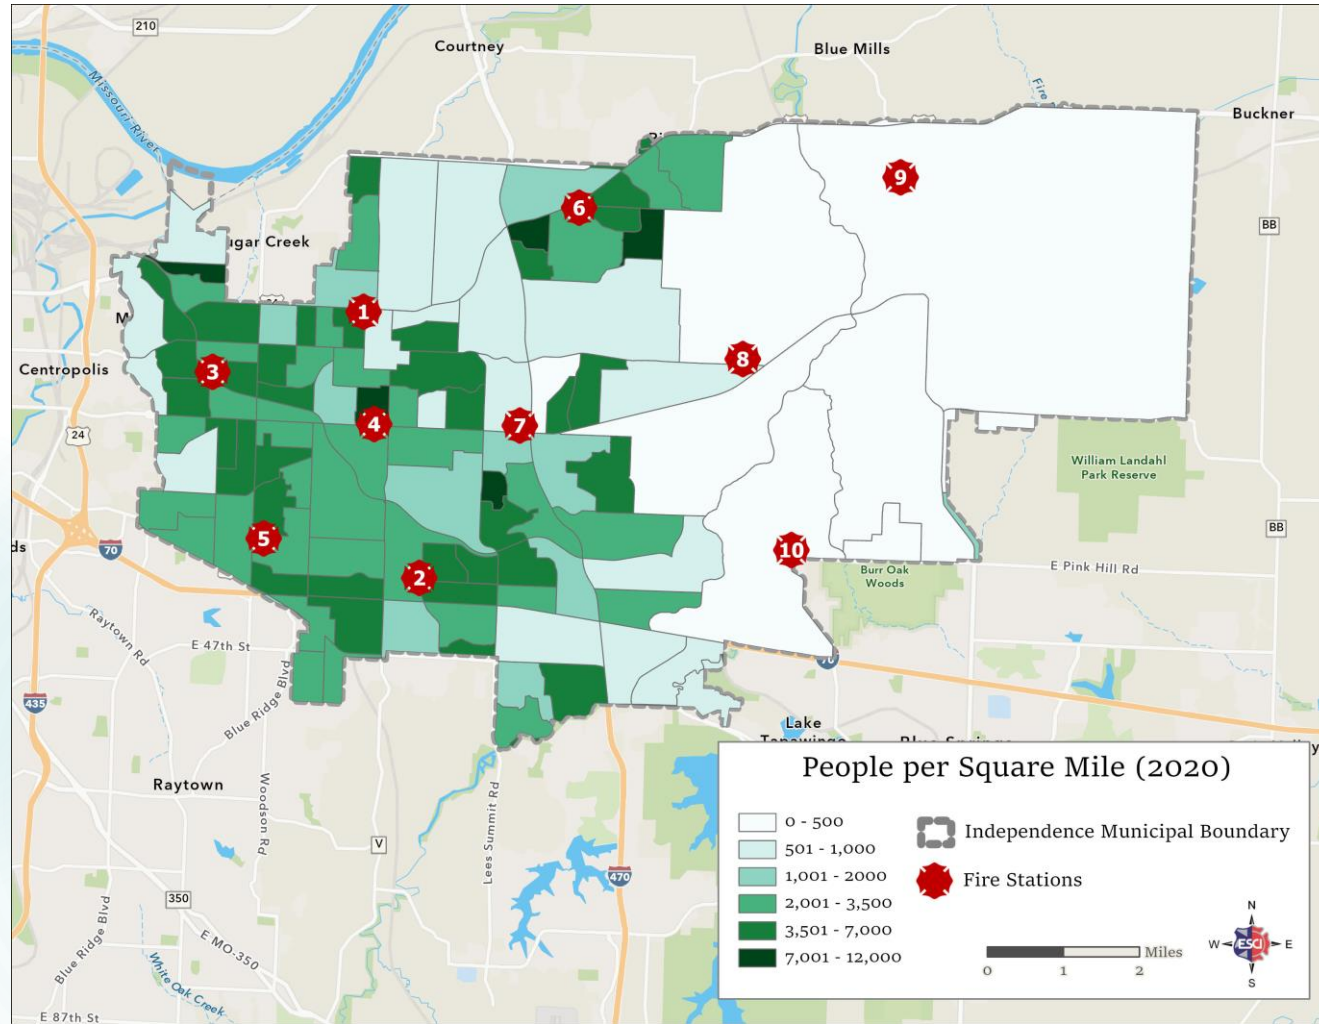 210
Courtney
Blue Mills
Missouri River
Buckner
9
BB
6
ugar Creek
1
8
3
Centropolis
4
7
24
William Landahl
Park Reserve
BB
5
ds
70
10
E Pink Hill Rd
2
Burr Oak
Woods
Raytown Rd
E 47th St
70
435
Blue Ridge Blvd
Lake
Raytown
Woodson Rd
Lees Summit Rd
V
470
350
Blue Ridge Blvd
E MO-350
White Oak Creek
E 87th St
People per Square Mile (2020)
0 - 500
501 - 1,000
1,001 - 2000
2,001 - 3,500
3,501 - 7,000
7,001 - 12,000
Independence Municipal Boundary
Fire Stations
N
W
ESCI
E
S
Miles
0
1
2